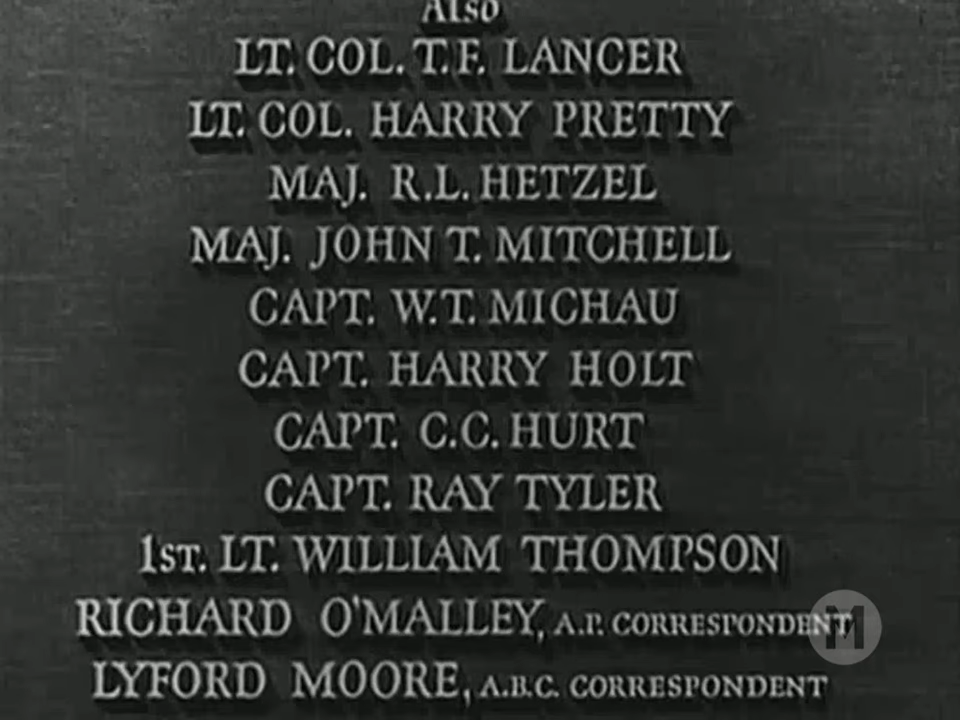 Also
LT. COL. T.F. LANCER
LT. COL. HARRY PRETTY
MAJ. R.L. HETZEL
MAJ. JOHN T. MITCHELL
CAPT. W.T. MICHAU
CAPT. HARRY HOLT
CAPT. C.C. HURT
CAPT. RAY TYLER
1ST. LT. WILLIAM THOMPSON
RICHARD O'MALLEY, A.P. CORRESPONDENT
LYFORD MOORE, A.B.C. CORRESPONDENT
M